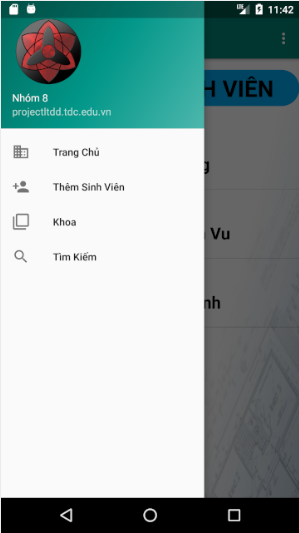 LTE
11:42
Nhóm 8
projectltdd.tdc.edu.vn
H VIÊN
Trang Chủ
Thêm Sinh Viên
Vu
Khoa
nh
Tìm Kiếm